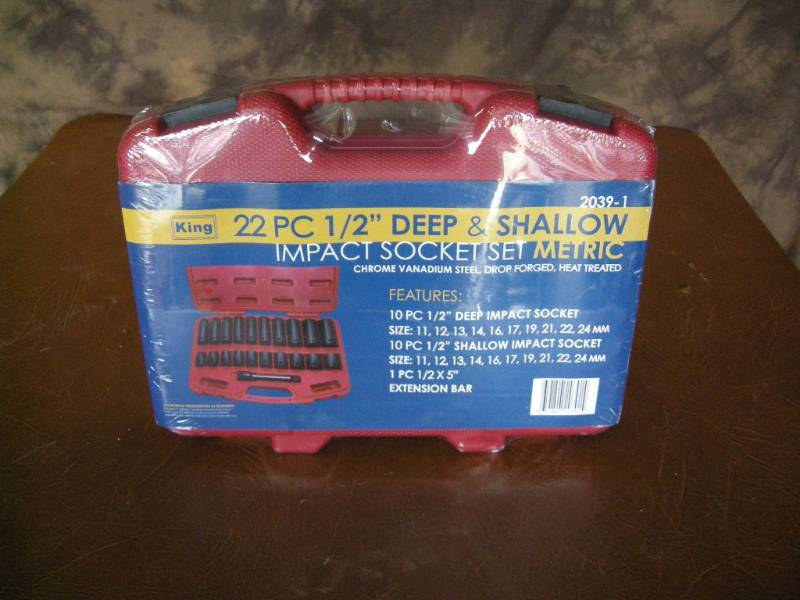 2039-1
King 22 PC 1/2" DEEP & SHALLOW
IMPACT SOCKET SET METRIC
CHROME VANADIUM STEEL, DROP FORGED, HEAT TREATED
FEATURES:
10 PC 1/2" DEEP IMPACT SOCKET
SIZE: 11, 12, 13, 14, 16, 17, 19, 21, 22, 24 MM
10 PC 1/2" SHALLOW IMPACT SOCKET
SIZE: 11, 12, 13, 14, 16, 17, 19, 21, 22, 24 MM
1 PC 1/2 X 5"
EXTENSION BAR